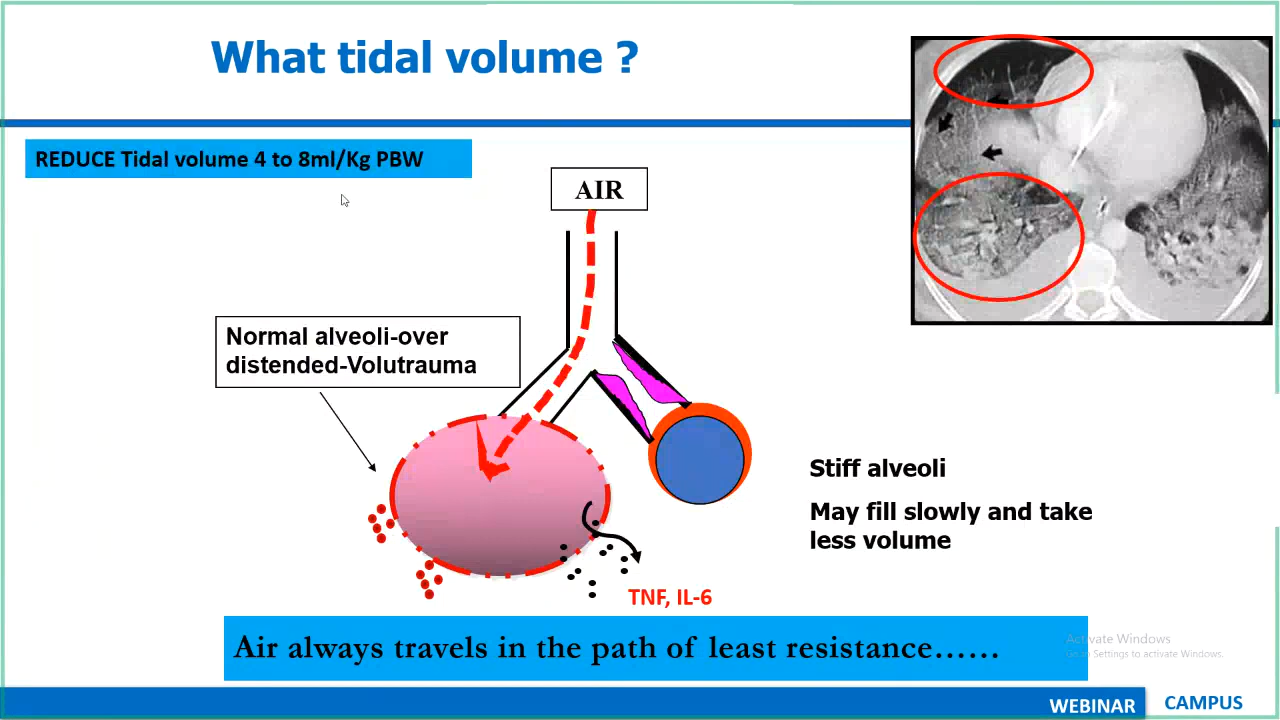 What tidal volume ?
REDUCE Tidal volume 4 to 8ml/Kg PBW
AIR
Normal alveoli-over
distended-Volutrauma
Stiff alveoli
May fill slowly and take
less volume
TNF, IL-6
Air always travels in the path of least resistance……
Activate Windows
Go to Settings to activate Windows.
WEBINAR CAMPUS